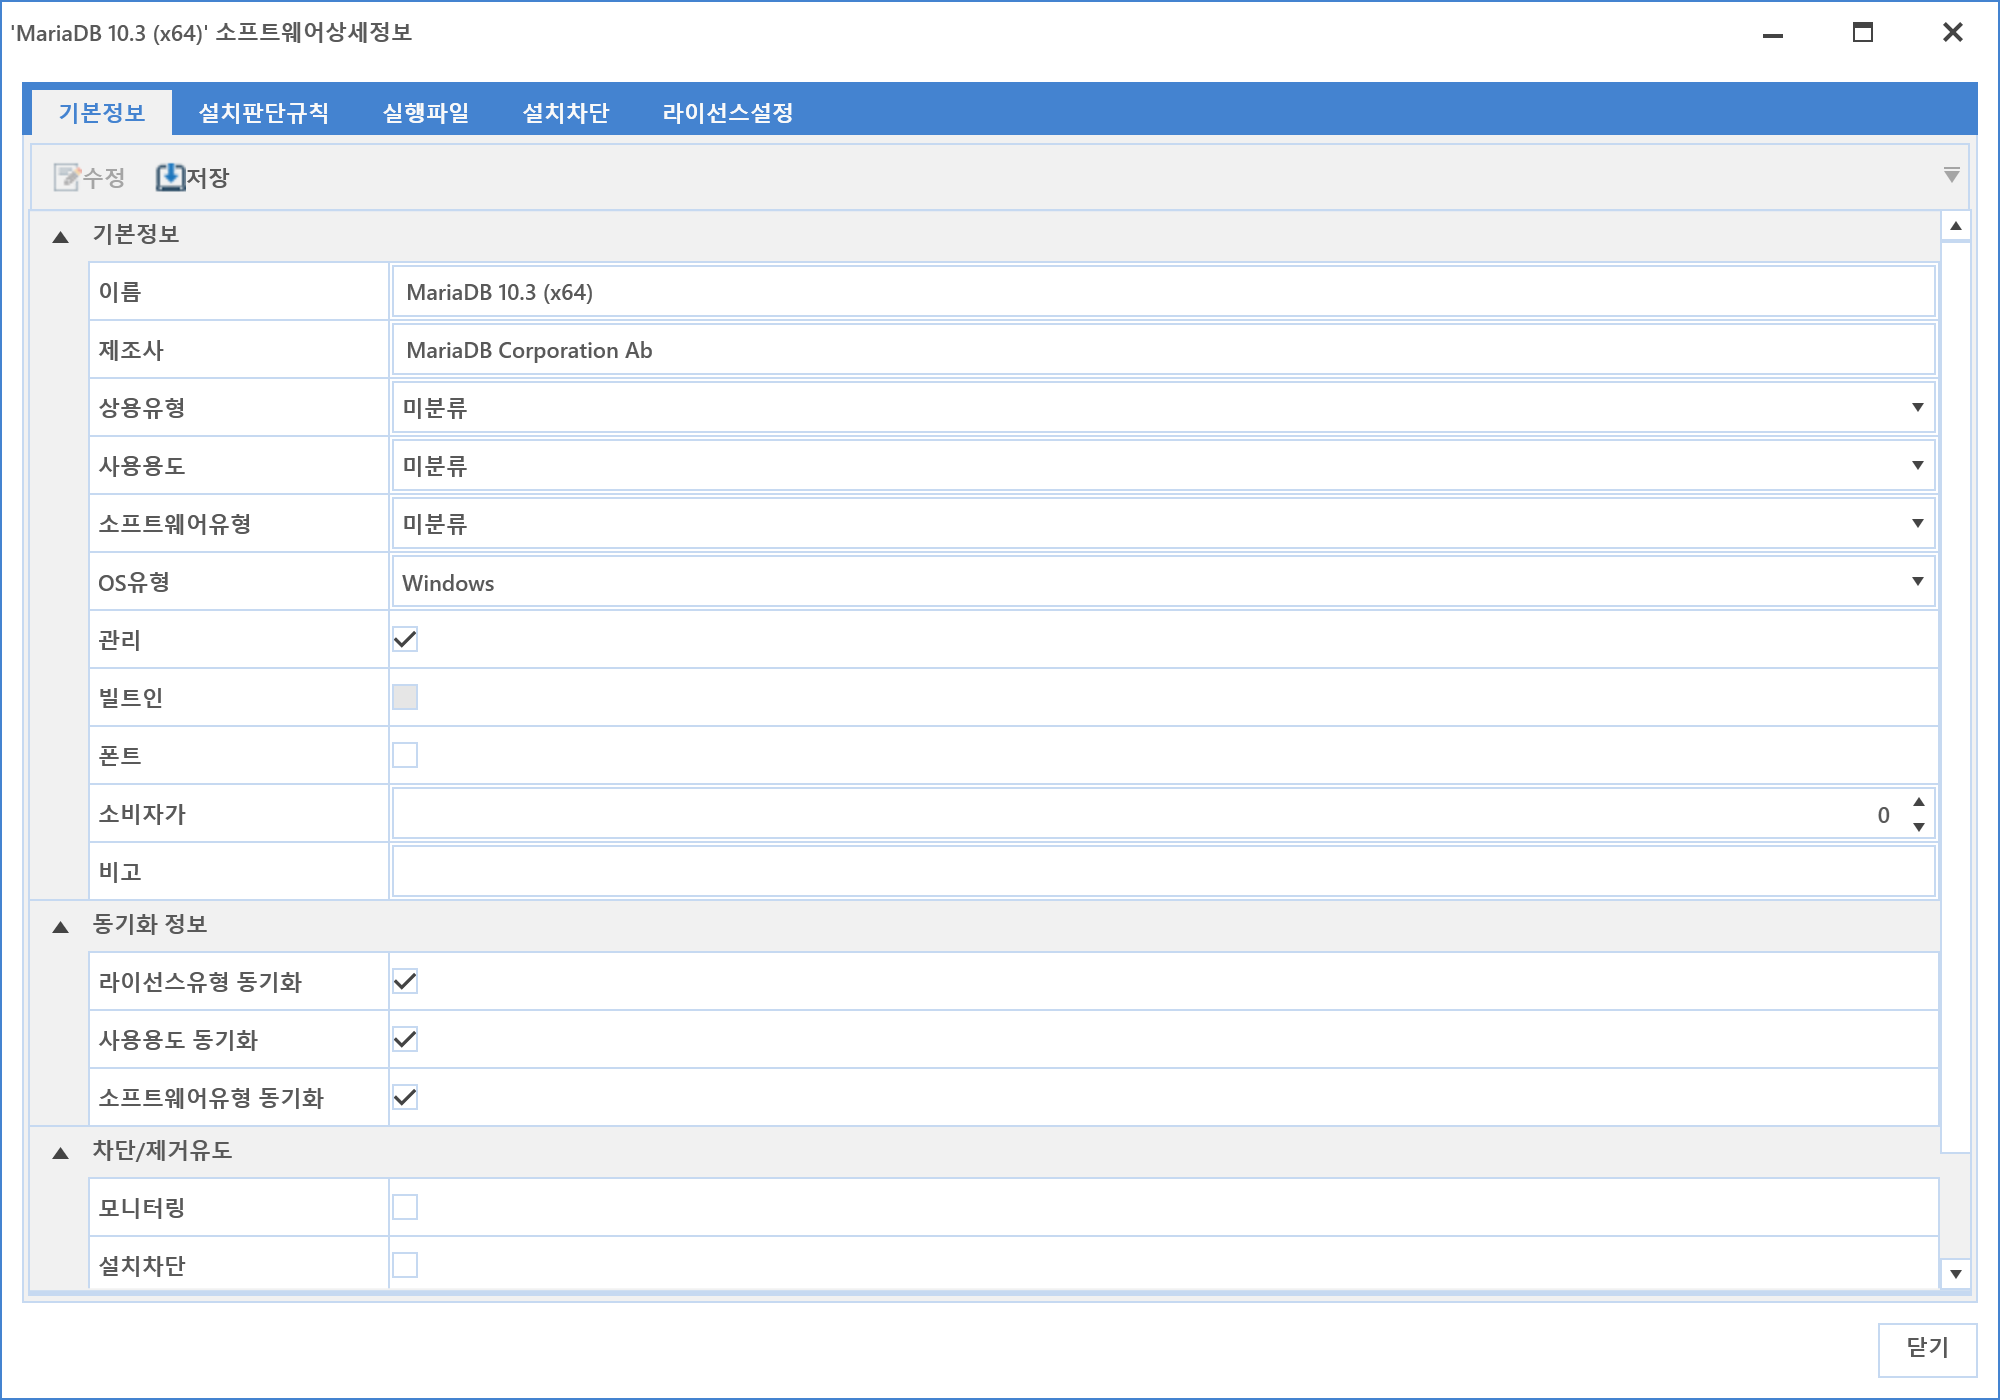 'MariaDB 10.3 (x64)' 소프트웨어상세정보
기본정보 설치판단규칙 실행파일 설치차단 라이선스설정
수정 저장
기본정보
이름 MariaDB 10.3 (x64)
제조사 MariaDB Corporation Ab
상용유형 미분류
사용용도 미분류
소프트웨어유형 미분류
OS유형 Windows
관리
빌트인
폰트
소비자가 0
비고
동기화 정보
라이선스유형 동기화
사용용도 동기화
소프트웨어유형 동기화
차단/제거유도
모니터링
설치차단
닫기